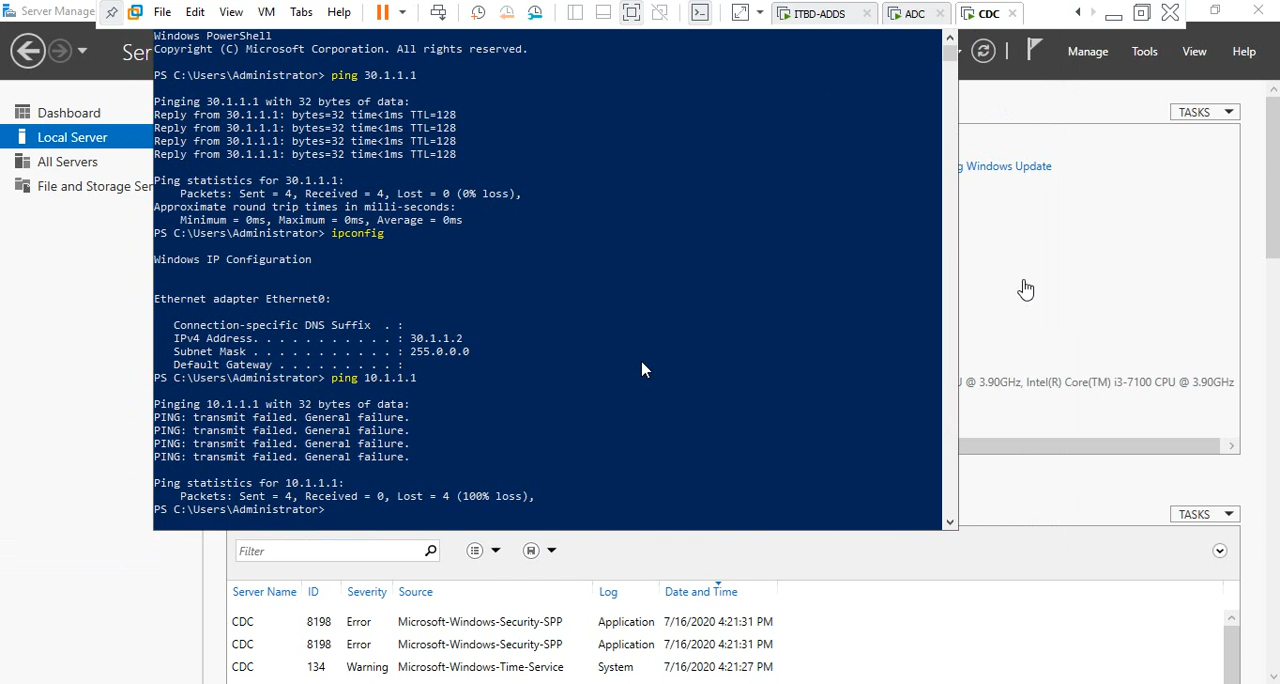 Server Manage
File Edit View VM Tabs Help
ITBD-ADDS
ADC
CDC
Ser
Manage Tools View Help
Dashboard
Local Server
All Servers
File and Storage Ser
Windows PowerShell
Copyright (C) Microsoft Corporation. All rights reserved.
PS C:\Users\Administrator> ping 30.1.1.1
Pinging 30.1.1.1 with 32 bytes of data:
Reply from 30.1.1.1: bytes=32 time<1ms TTL=128
Reply from 30.1.1.1: bytes=32 time<1ms TTL=128
Reply from 30.1.1.1: bytes=32 time<1ms TTL=128
Reply from 30.1.1.1: bytes=32 time<1ms TTL=128
Ping statistics for 30.1.1.1:
Packets: Sent = 4, Received = 4, Lost = 0 (0% loss),
Approximate round trip times in milli-seconds:
Minimum = 0ms, Maximum = 0ms, Average = 0ms
PS C:\Users\Administrator> ipconfig
Windows IP Configuration
Ethernet adapter Ethernet0:
Connection-specific DNS Suffix . :
IPv4 Address. . . . . . . . . . . : 30.1.1.2
Subnet Mask . . . . . . . . . . . : 255.0.0.0
Default Gateway . . . . . . . . . :
PS C:\Users\Administrator> ping 10.1.1.1
Pinging 10.1.1.1 with 32 bytes of data:
PING: transmit failed. General failure.
PING: transmit failed. General failure.
PING: transmit failed. General failure.
PING: transmit failed. General failure.
Ping statistics for 10.1.1.1:
Packets: Sent = 4, Received = 0, Lost = 4 (100% loss),
PS C:\Users\Administrator>
TASKS
g Windows Update
@ 3.90GHz, Intel(R) Core(TM) i3-7100 CPU @ 3.90GHz
TASKS
Filter
Server Name ID Severity Source Log Date and Time
CDC 8198 Error Microsoft-Windows-Security-SPP Application 7/16/2020 4:21:31 PM
CDC 8198 Error Microsoft-Windows-Security-SPP Application 7/16/2020 4:21:31 PM
CDC 134 Warning Microsoft-Windows-Time-Service System 7/16/2020 4:21:27 PM